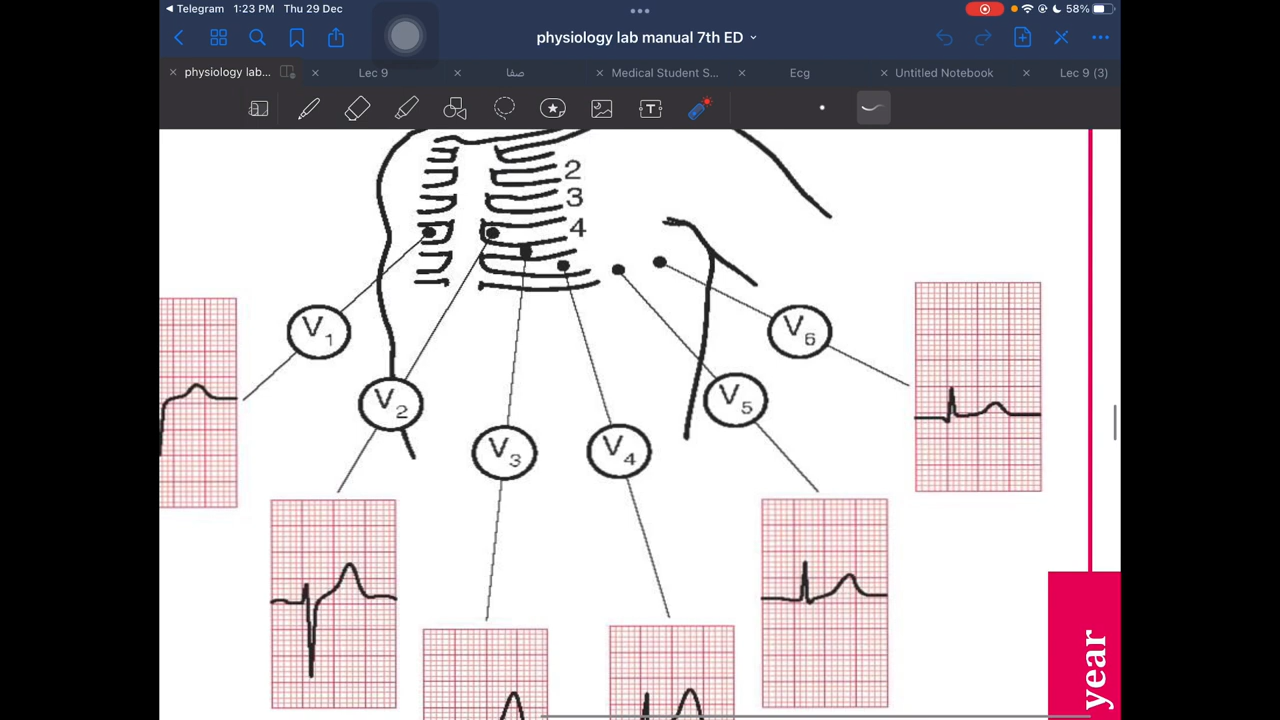 Telegram 1:23 PM Thu 29 Dec 58%
physiology lab manual 7th ED
physiology lab... Lec 9 صفا Medical Student S... Ecg Untitled Notebook Lec 9 (3)
2
3
4
V1
V6
V2
V5
V3
V4
year